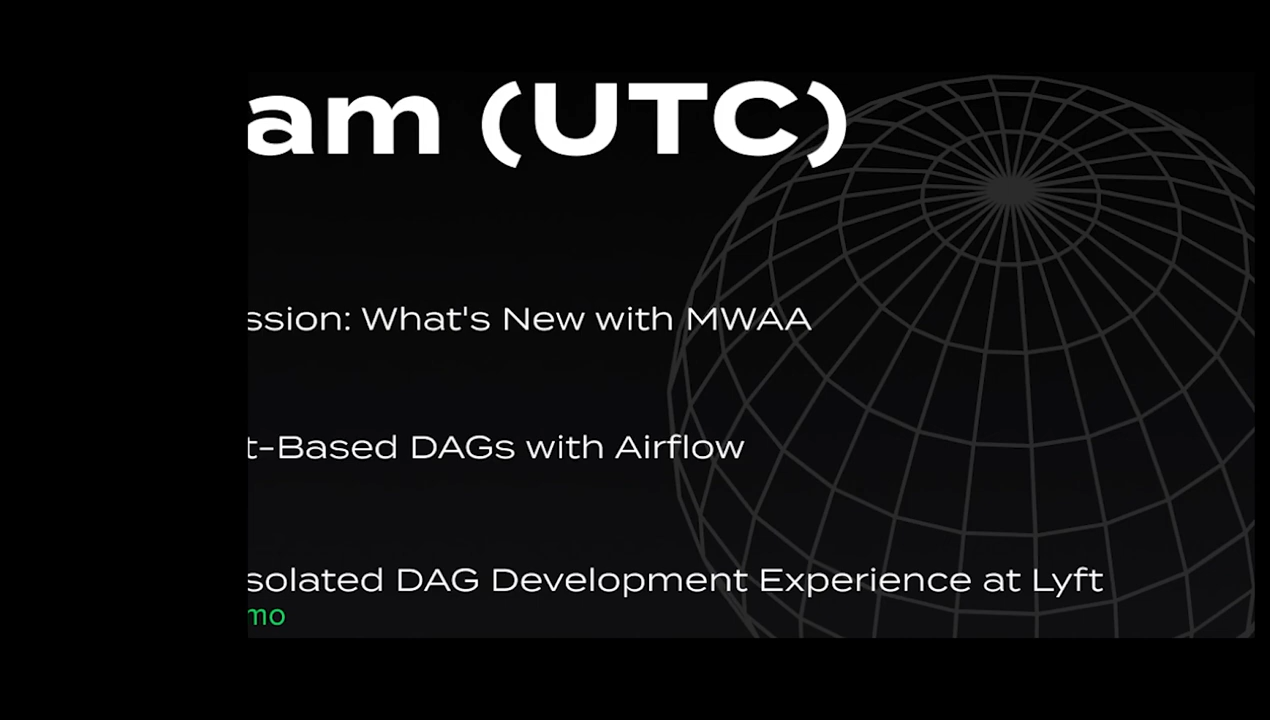 am (UTC)
ssion: What's New with MWAA
t-Based DAGs with Airflow
solated DAG Development Experience at Lyft
mo